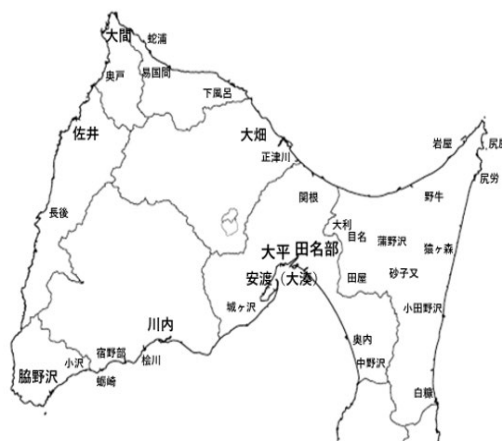 大間
蛇浦
奥戸
易国間
下風呂
佐井
大畑
正津川
岩屋
尻労
野牛
関根
長後
大利
目名
蒲野沢
猿ヶ森
大平
田名部
田屋
砂子又
安渡（大湊）
城ヶ沢
小田野沢
川内
奥内
宿野部
小沢
桧川
中野沢
脇野沢
蛎崎
白糠